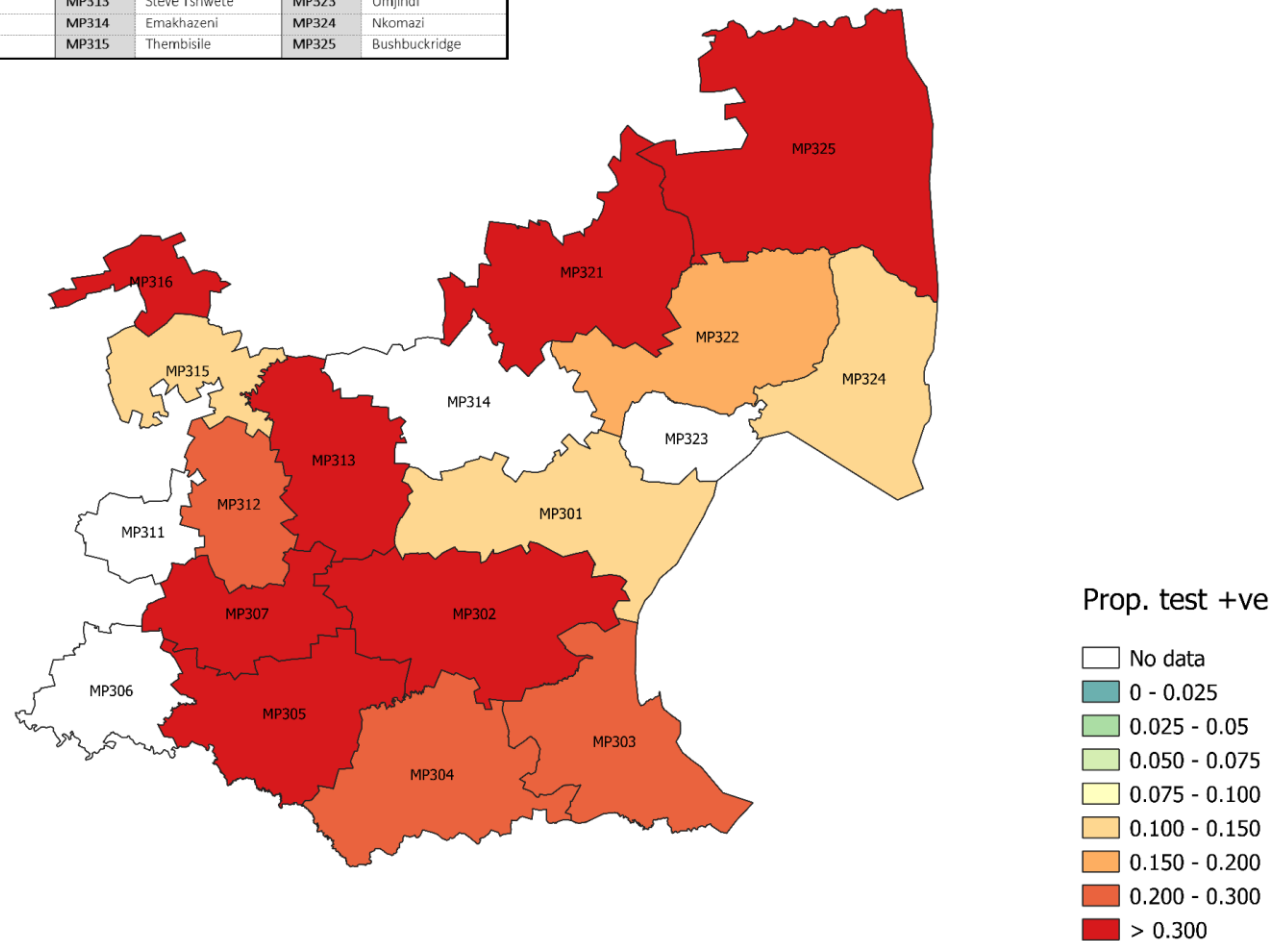 MP313 Steve Tshwete MP323 Umjindi
MP314 Emakhazeni MP324 Nkomazi
MP315 Thembisile MP325 Bushbuckridge
MP325
MP321
MP316
MP322
MP315
MP324
MP314
MP323
MP313
MP312
MP301
MP311
MP307
MP302
MP306
MP305
MP303
MP304
Prop. test +ve
No data
0 - 0.025
0.025 - 0.05
0.050 - 0.075
0.075 - 0.100
0.100 - 0.150
0.150 - 0.200
0.200 - 0.300
> 0.300